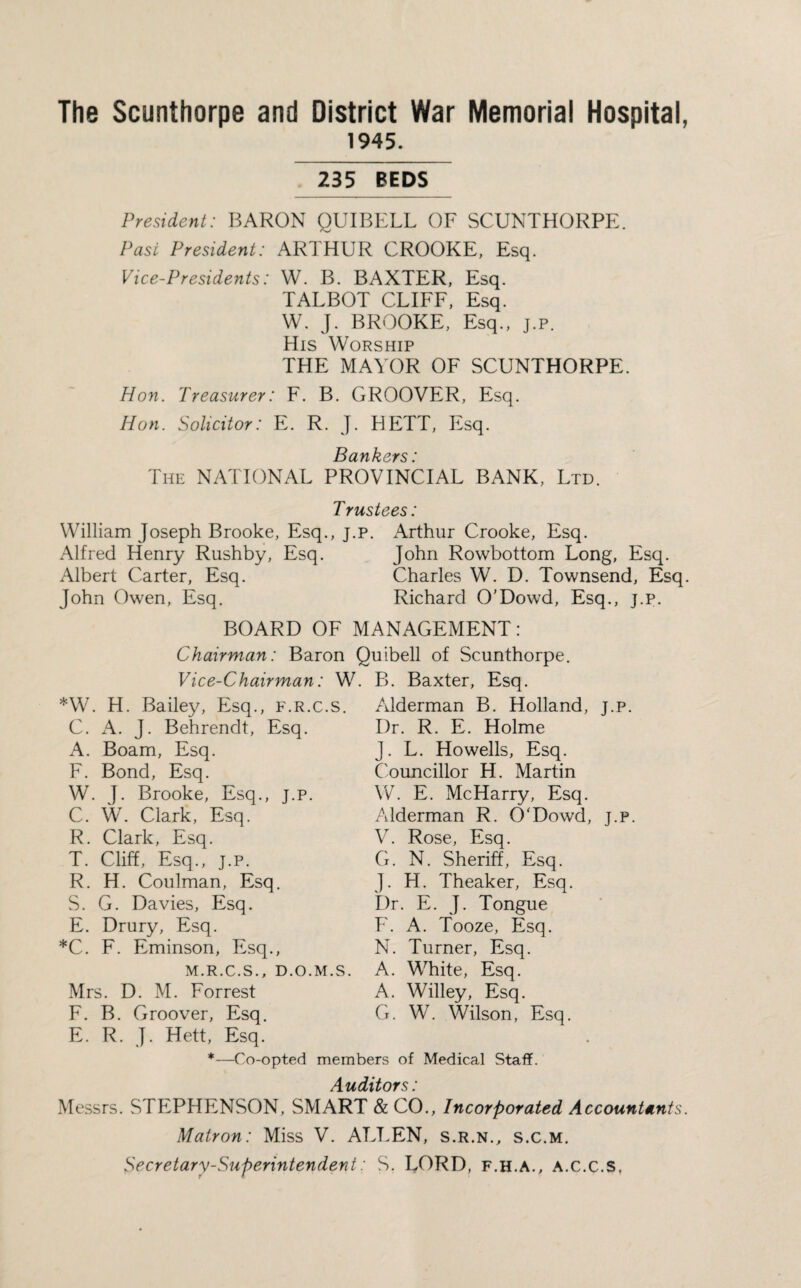 The Scunthorpe and District War Memorial Hospital,
1945.
235 BEDS
President: BARON QUIBELL OF SCUNTHORPE.
Past President: ARTHUR CROOKE, Esq.
Vice-Presidents: W. B. BAXTER, Esq.
TALBOT CLIFF, Esq.
W. J. BROOKE, Esq., J.P.
His Worship
THE MAYOR OF SCUNTHORPE.
Hon. Treasurer: F. B. GROOVER, Esq.
Hon. Solicitor: E. R. J. HETT, Esq.
Bankers:
The NATIONAL PROVINCIAL BANK, Ltd.
Trustees:
William Joseph Brooke, Esq., J.P. Arthur Crooke, Esq.
Alfred Henry Rushby, Esq. John Rowbottom Long, Esq.
Albert Carter, Esq. Charles W. D. Townsend, Esq.
John Owen, Esq. Richard O'Dowd, Esq., J.P.
BOARD OF MANAGEMENT:
Chairman: Baron Quibell of Scunthorpe.
Vice-Chairman: W. B. Baxter, Esq.
*W. H. Bailey, Esq., F.R.C.S.
C. A. J. Behrendt, Esq.
A. Boam, Esq.
F. Bond, Esq.
W. J. Brooke, Esq., J.P.
C. W. Clark, Esq.
R. Clark, Esq.
T. Cliff, Esq., J.P.
R. H. Coulman, Esq.
S. G. Davies, Esq.
E. Drury, Esq.
*C. F. Eminson, Esq.,
M.R.C.S., D.O.M.S.
Mrs. D. M. Forrest
F. B. Groover, Esq.
E. R. J. Hett, Esq.
Alderman B. Holland, J.P.
Dr. R. E. Holme
J. L. Howells, Esq.
Councillor H. Martin
W. E. McHarry, Esq.
Alderman R. O'Dowd, J.P.
V. Rose, Esq.
G. N. Sheriff, Esq.
J. H. Theaker, Esq.
Dr. E. J. Tongue
F. A. Tooze, Esq.
N. Turner, Esq.
A. White, Esq.
A. Willey, Esq.
G. W. Wilson, Esq.
*—Co-opted members of Medical Staff.
Auditors:
Messrs. STEPHENSON, SMART & CO., Incorporated Accountants.
Matron: Miss V. ALLEN, S.R.N., S.C.M.
Secretary-Superintendent: S. LORD, F.H.A., A.C.C.S,